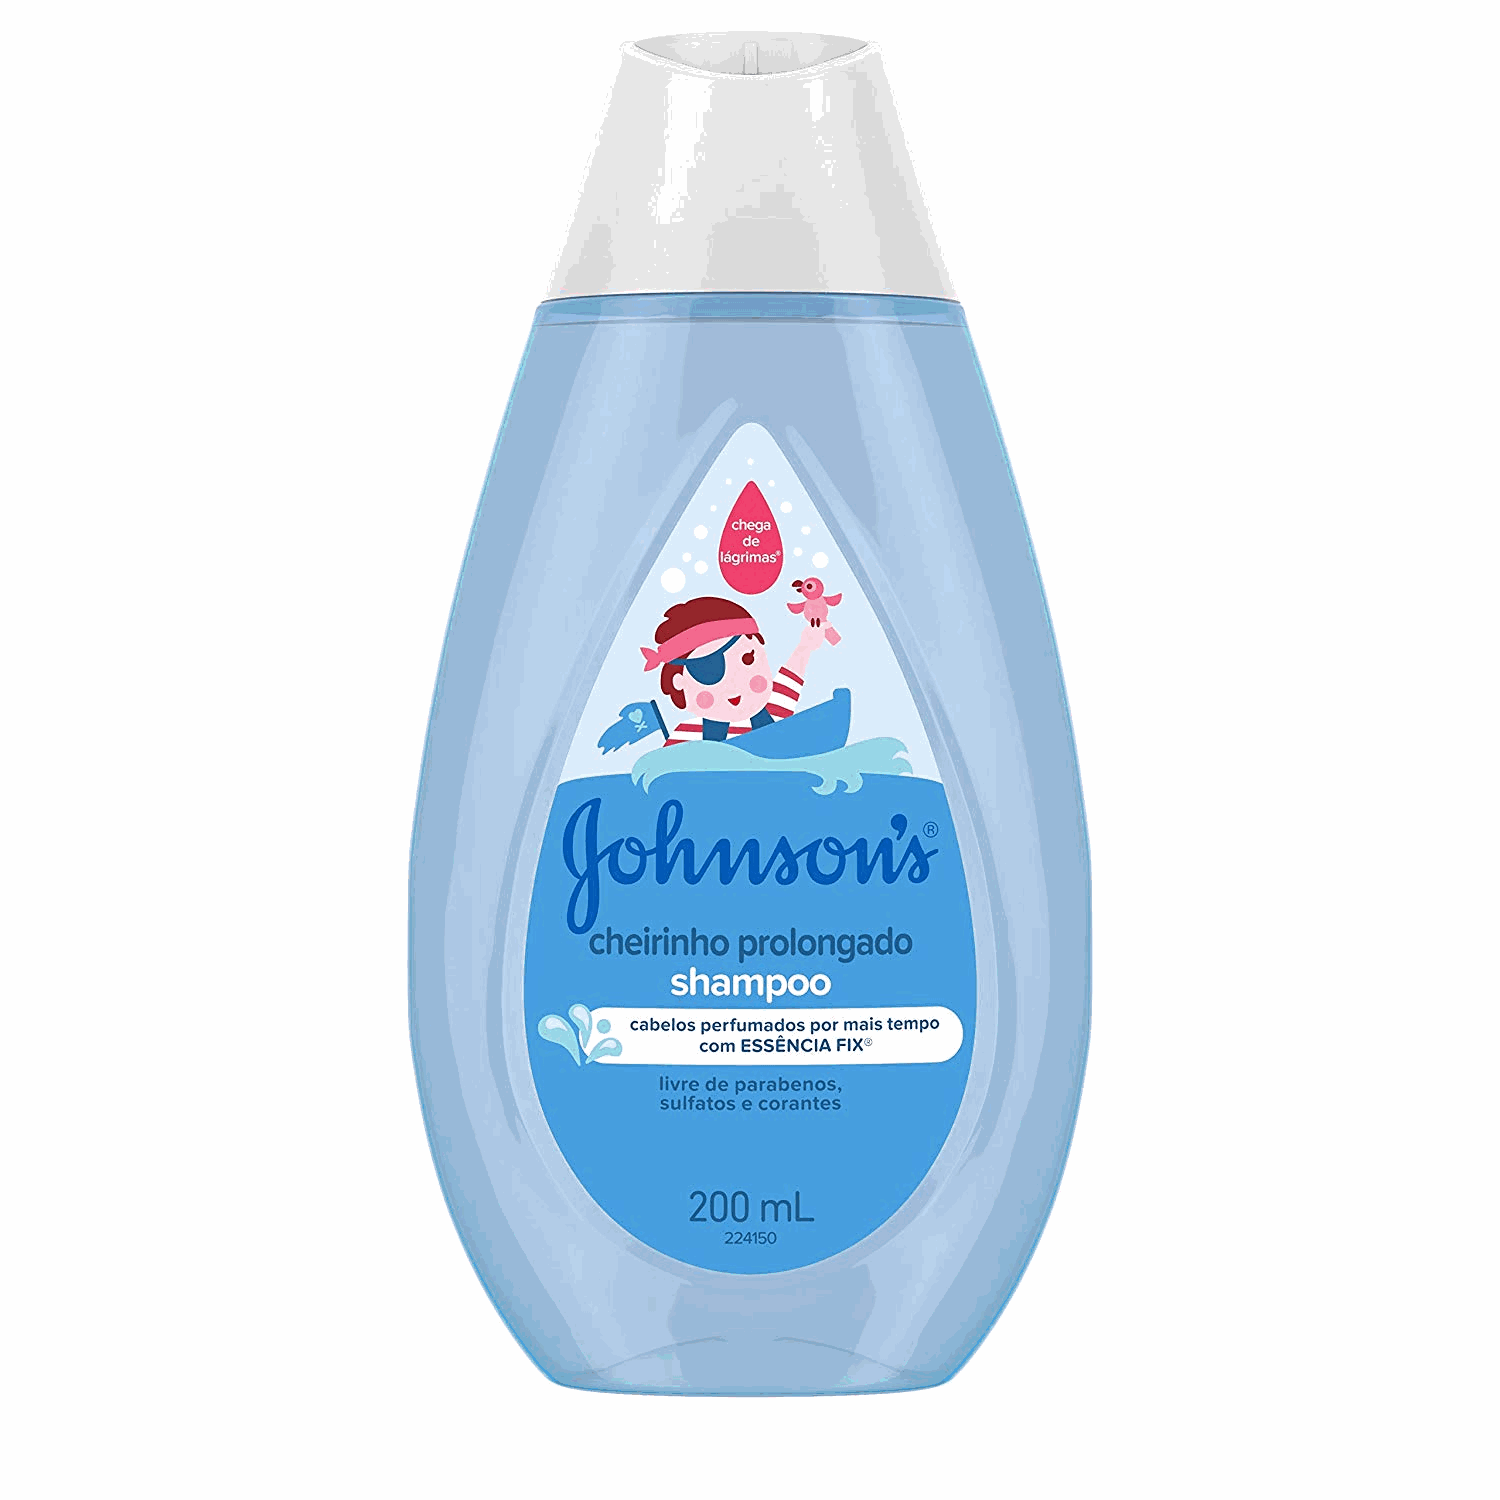 chega
de
lágrimas®
Johnson's®
cheirinho prolongado
shampoo
cabelos perfumados por mais tempo
com ESSÊNCIA FIX®
livre de parabenos,
sulfatos e corantes
200 mL
224150